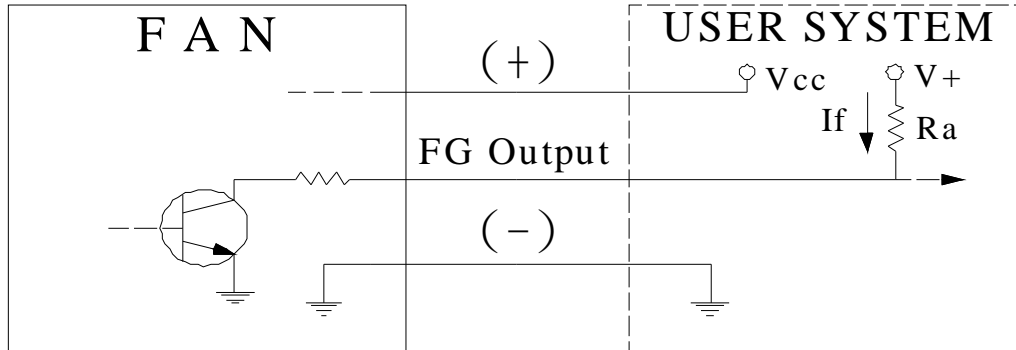 F A N
USER SYSTEM
(+)
Vcc
V+
If
Ra
FG Output
(-)